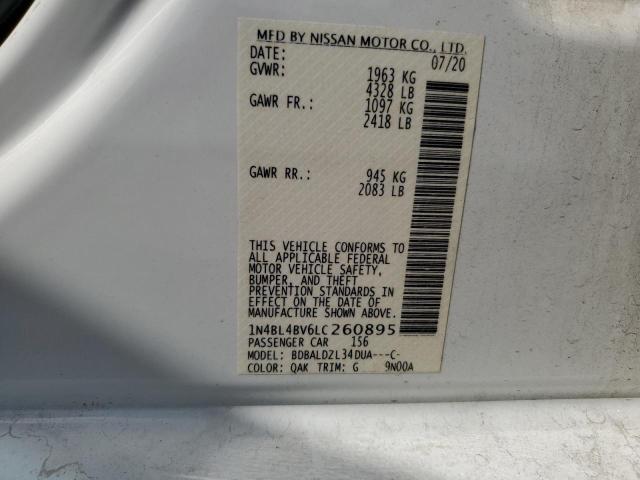 MFD BY NISSAN MOTOR CO., LTD.
DATE: 07/20
GVWR: 1963 KG
4328 LB
GAWR FR.: 1097 KG
2418 LB
GAWR RR.: 945 KG
2083 LB
THIS VEHICLE CONFORMS TO
ALL APPLICABLE FEDERAL
MOTOR VEHICLE SAFETY,
BUMPER, AND THEFT
PREVENTION STANDARDS IN
EFFECT ON THE DATE OF
MANUFACTURE SHOWN ABOVE.
1N4BL4BV6LC260895
PASSENGER CAR 156
MODEL: BDBALDZL34DUA---C-
COLOR: QAK TRIM: G 9N00A